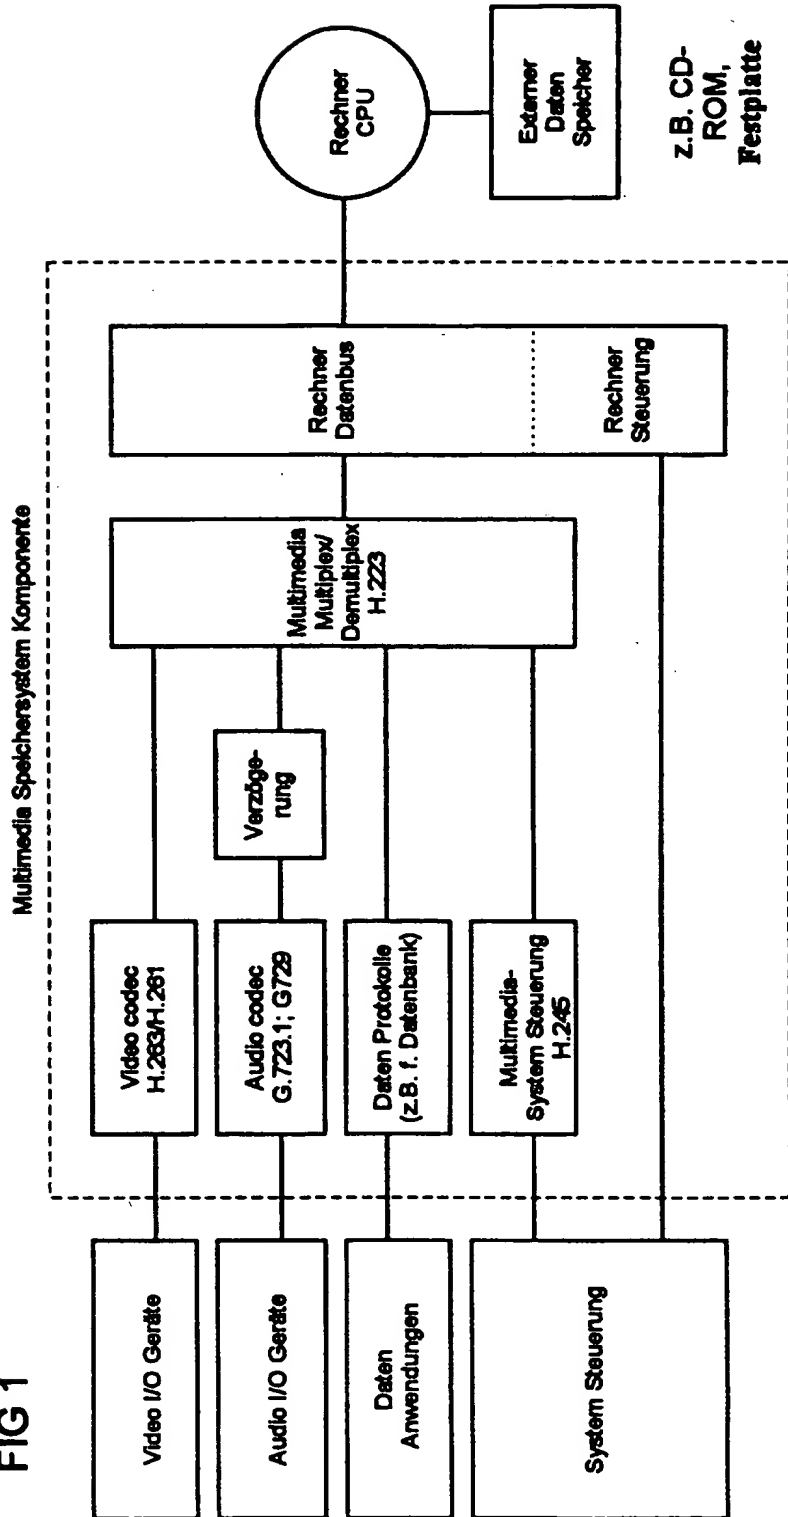 FIG 1
Multimedia Speichersystem Komponente
Video I/O Geräte
Video codec
H.263/H.261
Audio I/O Geräte
Audio codec
G.723.1; G729
Verzöge-
rung
Daten
Anwendungen
Daten Protokolle
(z.B. f. Datenbank)
System Steuerung
Multimedia-
System Steuerung
H.245
Multimedia
Multiplex/
Demultiplex
H.223
Rechner
Datenbus
Rechner
Steuerung
Rechner
CPU
Externer
Daten
Speicher
z.B. CD-
ROM,
Festplatte